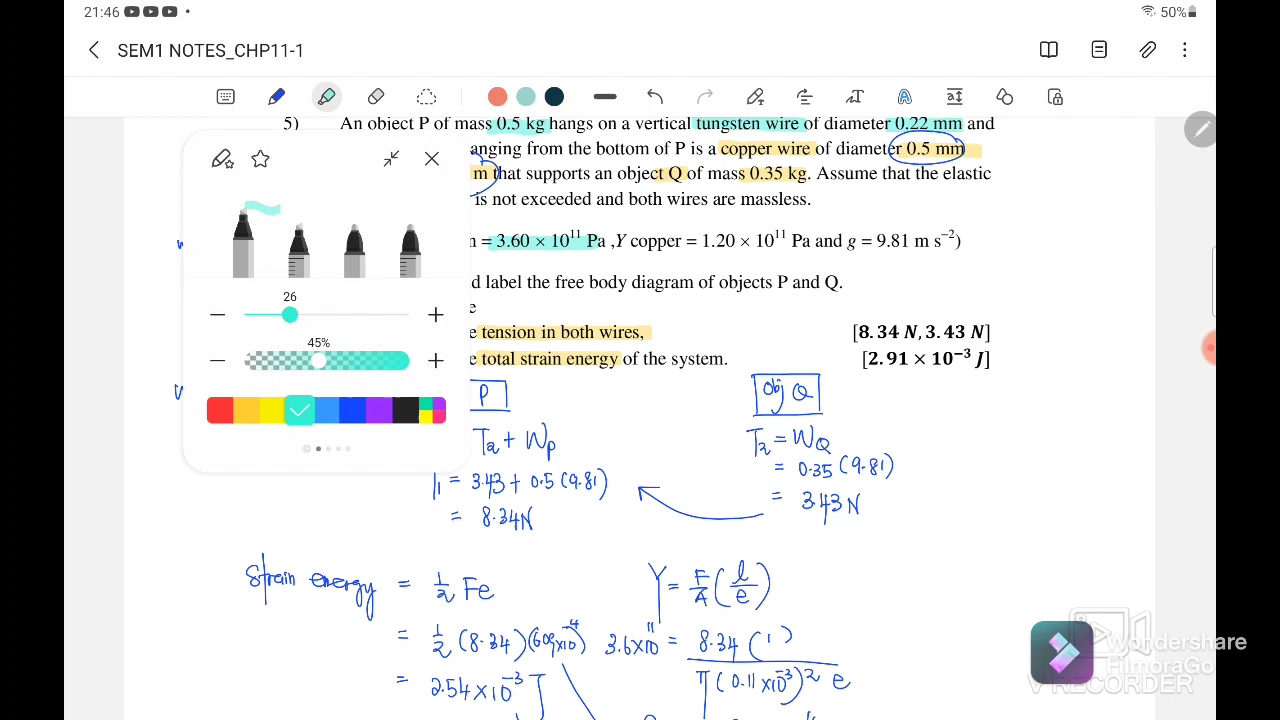 21:46
50%
SEM1 NOTES_CHP11-1
5) An object P of mass 0.5 kg hangs on a vertical tungsten wire of diameter 0.22 mm and
anging from the bottom of P is a copper wire of diameter 0.5 mm
m that supports an object Q of mass 0.35 kg. Assume that the elastic
is not exceeded and both wires are massless.
= 3.60 × 10¹¹ Pa ,Y copper = 1.20 × 10¹¹ Pa and g = 9.81 m s⁻²)
26
d label the free body diagram of objects P and Q.
e
e tension in both wires, [8.34 N, 3.43 N]
45%
e total strain energy of the system. [2.91 × 10⁻³ J]
P
Obj Q
T₂ + Wp
T₂ = WQ
= 3.43 + 0.5 (9.81)
= 0.35 (9.81)
= 8.34N
= 3.43 N
Strain energy = ½ Fe
Y = F/A (l/e)
= ½ (8.34)(6.09×10⁻⁴)
3.6×10¹¹ = 8.34 (1)
π (0.11×10⁻³)² e
= 2.54×10⁻³ J
Wondershare
FilmoraGo
V RECORDER